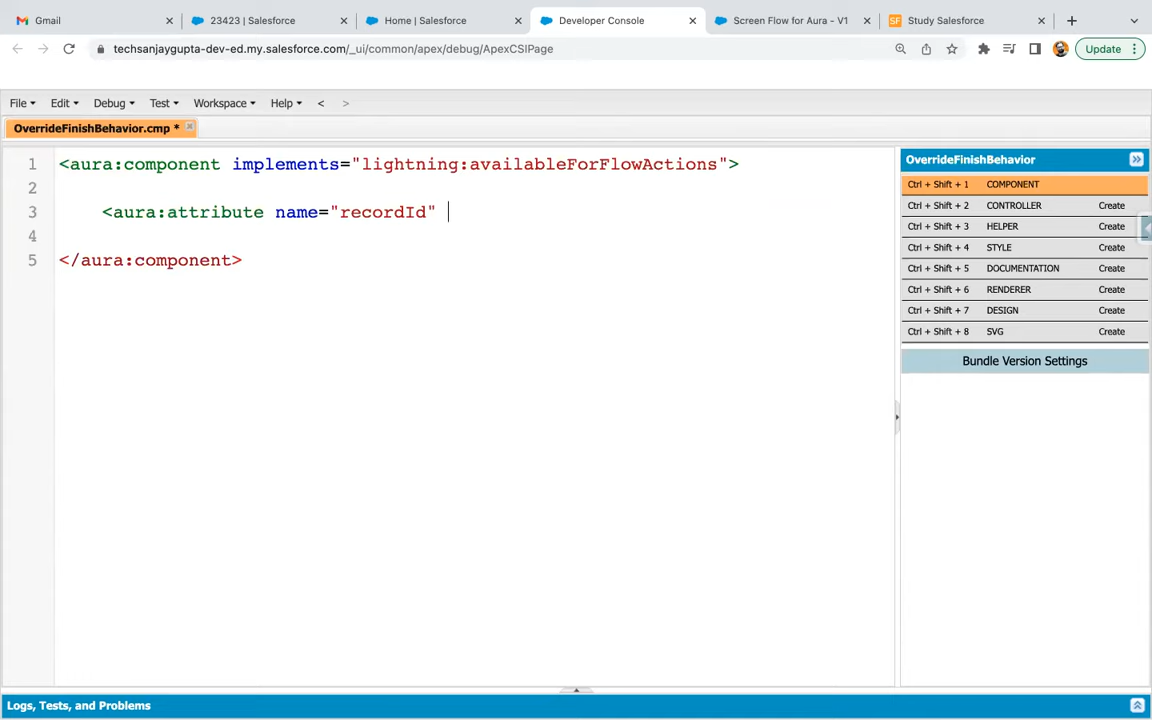 Gmail
23423 | Salesforce
Home | Salesforce
Developer Console
Screen Flow for Aura - V1
SF Study Salesforce
techsanjaygupta-dev-ed.my.salesforce.com/_ui/common/apex/debug/ApexCSIPage
Update
File Edit Debug Test Workspace Help < >
OverrideFinishBehavior.cmp *
1 <aura:component implements="lightning:availableForFlowActions">
2
3 <aura:attribute name="recordId"
4
5 </aura:component>
OverrideFinishBehavior
Ctrl + Shift + 1 COMPONENT
Ctrl + Shift + 2 CONTROLLER Create
Ctrl + Shift + 3 HELPER Create
Ctrl + Shift + 4 STYLE Create
Ctrl + Shift + 5 DOCUMENTATION Create
Ctrl + Shift + 6 RENDERER Create
Ctrl + Shift + 7 DESIGN Create
Ctrl + Shift + 8 SVG Create
Bundle Version Settings
Logs, Tests, and Problems